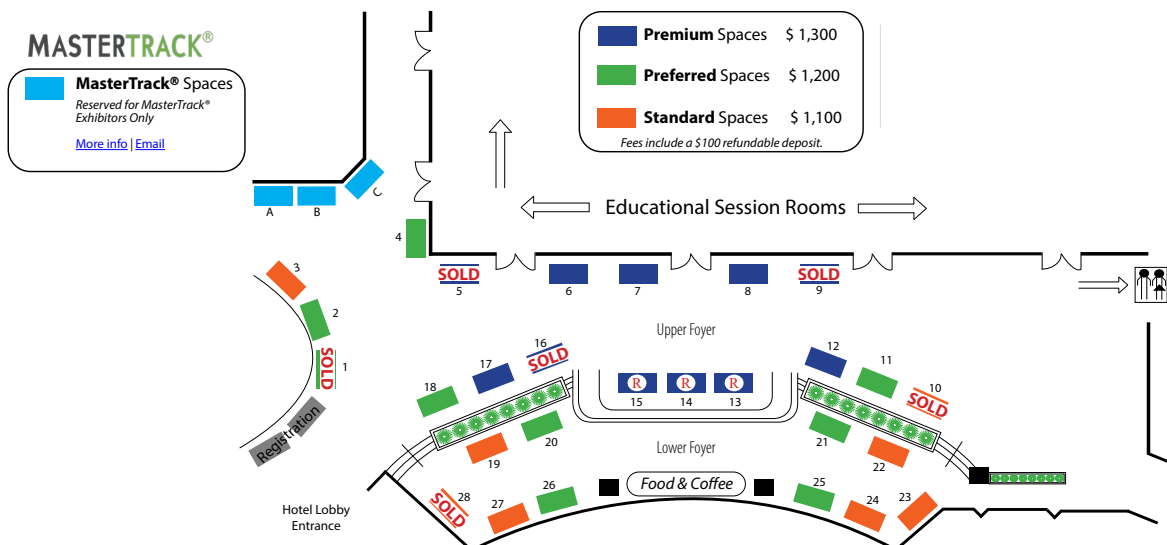 MASTERTRACK®
MasterTrack® Spaces
Reserved for MasterTrack®
Exhibitors Only
More info | Email
Premium Spaces $ 1,300
Preferred Spaces $ 1,200
Standard Spaces $ 1,100
Fees include a $100 refundable deposit.
A
B
C
Educational Session Rooms
4
3
2
SOLD
1
Registration
SOLD
5
6
7
8
SOLD
9
Upper Foyer
16
SOLD
17
18
R
15
R
14
R
13
12
11
10
SOLD
19
20
21
22
Lower Foyer
Food & Coffee
28
SOLD
27
26
25
24
23
Hotel Lobby
Entrance